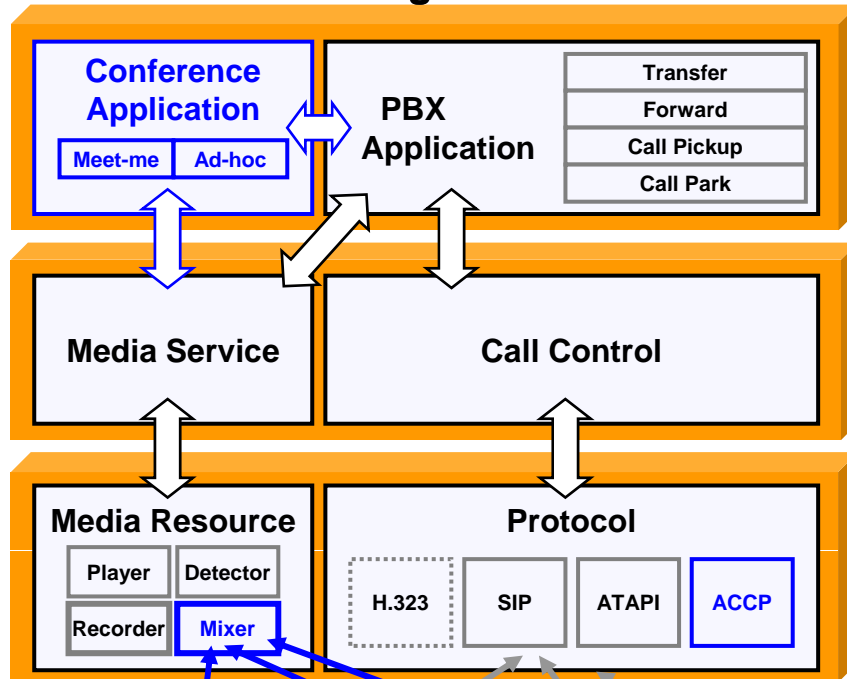 Conference
Application
Meet-me
Ad-hoc
PBX
Application
Transfer
Forward
Call Pickup
Call Park
Media Service
Call Control
Media Resource
Player
Detector
Recorder
Mixer
Protocol
H.323
SIP
ATAPI
ACCP